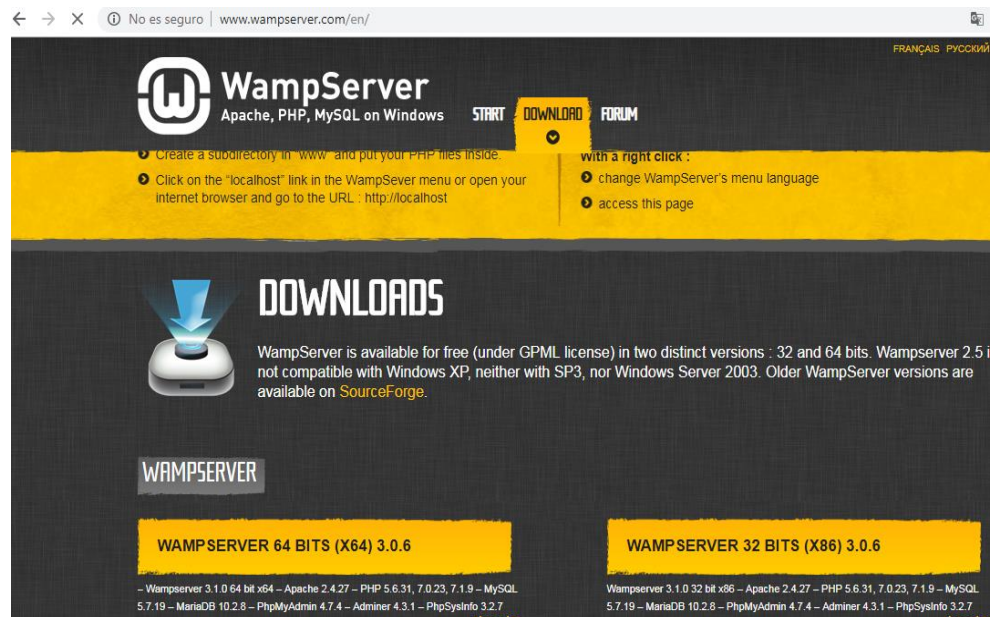 No es seguro | www.wampserver.com/en/
FRANÇAIS РУССКИЙ
WampServer
Apache, PHP, MySQL on Windows
START DOWNLOAD FORUM
Create a subdirectory in "www" and put your PHP files inside.
Click on the "localhost" link in the WampSever menu or open your
internet browser and go to the URL : http://localhost
With a right click :
change WampServer's menu language
access this page
DOWNLOADS
WampServer is available for free (under GPML license) in two distinct versions : 32 and 64 bits. Wampserver 2.5 i
not compatible with Windows XP, neither with SP3, nor Windows Server 2003. Older WampServer versions are
available on SourceForge.
WAMPSERVER
WAMPSERVER 64 BITS (X64) 3.0.6
– Wampserver 3.1.0 64 bit x64 – Apache 2.4.27 – PHP 5.6.31, 7.0.23, 7.1.9 – MySQL
5.7.19 – MariaDB 10.2.8 – PhpMyAdmin 4.7.4 – Adminer 4.3.1 – PhpSysInfo 3.2.7
WAMPSERVER 32 BITS (X86) 3.0.6
Wampserver 3.1.0 32 bit x86 – Apache 2.4.27 – PHP 5.6.31, 7.0.23, 7.1.9 – MySQL
5.7.19 – MariaDB 10.2.8 – PhpMyAdmin 4.7.4 – Adminer 4.3.1 – PhpSysInfo 3.2.7